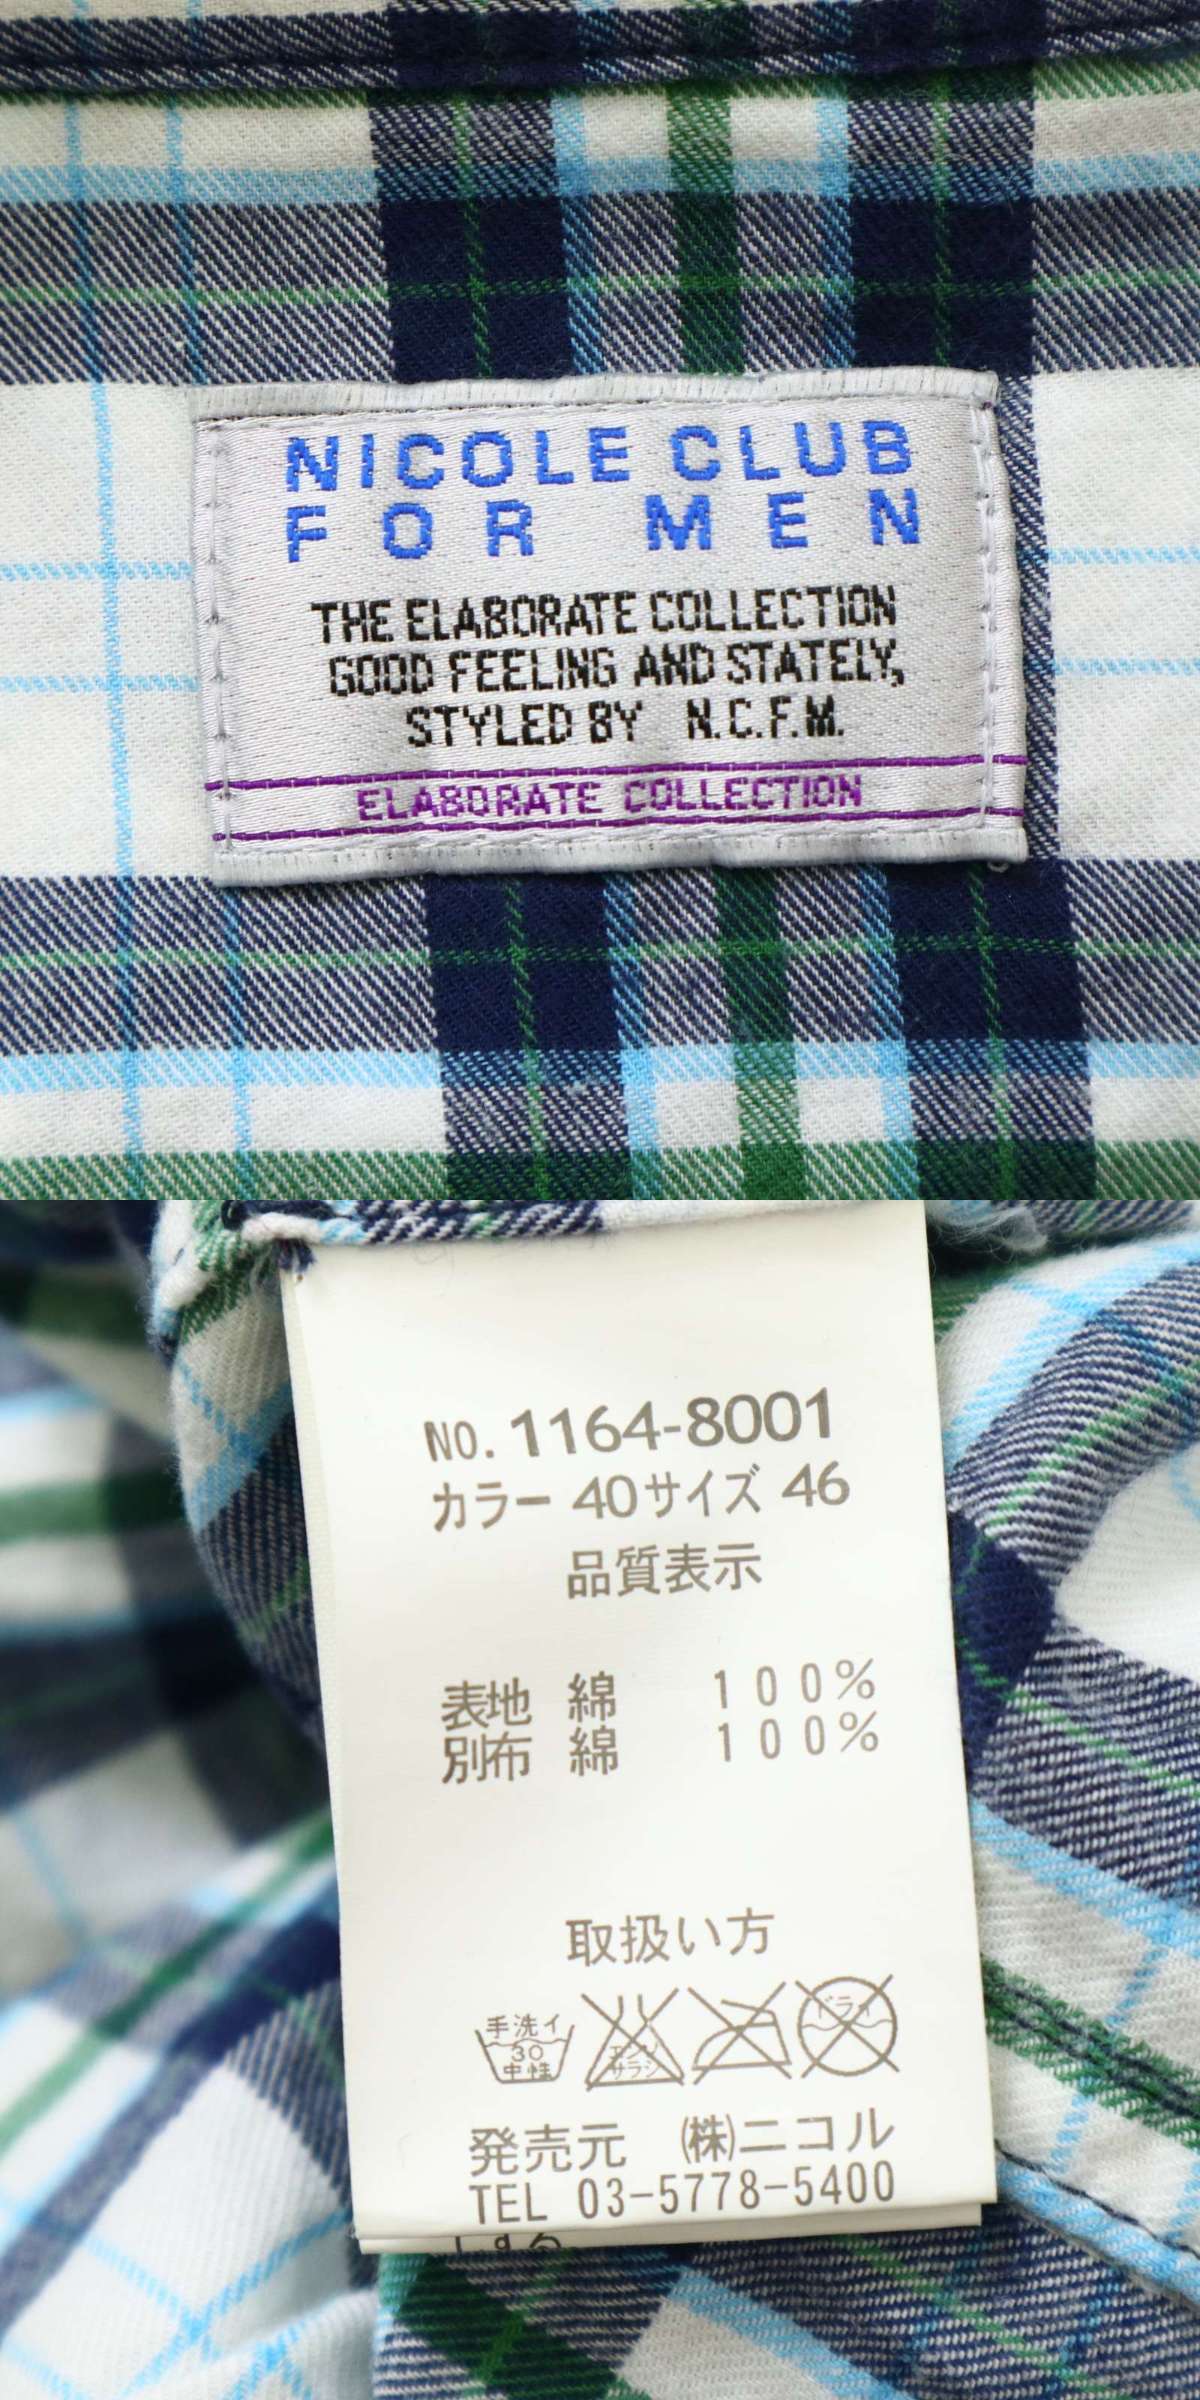 NICOLE CLUB
FOR MEN
THE ELABORATE COLLECTION
GOOD FEELING AND STATELY,
STYLED BY N.C.F.M.
ELABORATE COLLECTION
NO. 1164-8001
カラー 40 サイズ 46
品質表示
表地 綿 100%
別布 綿 100%
取扱い方
手洗イ
30
中性
エンソ
サラシ
ドライ
発売元 ㈱ニコル
TEL 03-5778-5400